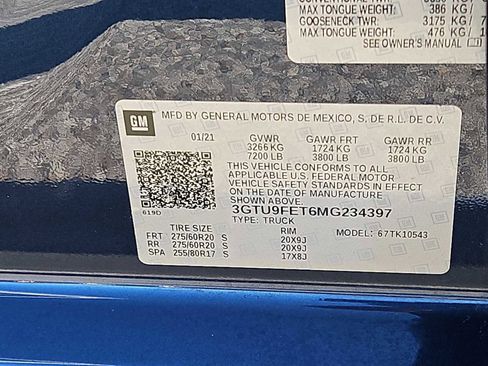 MAX TONGUE WEIGHT: 386 KG /
GOOSENECK TWR: 3175 KG / 7
MAX TONGUE WEIGHT: 476 KG / 1
SEE OWNER'S MANUAL
GM
MFD BY GENERAL MOTORS DE MEXICO, S. DE R.L. DE C.V.
01/21 GVWR GAWR FRT GAWR RR
3266 KG 1724 KG 1724 KG
7200 LB 3800 LB 3800 LB
THIS VEHICLE CONFORMS TO ALL
APPLICABLE U.S. FEDERAL MOTOR
VEHICLE SAFETY STANDARDS IN EFFECT
ON THE DATE OF MANUFACTURE SHOWN ABOVE.
619D 3GTU9FET6MG234397
TYPE: TRUCK
TIRE SIZE RIM MODEL: 67TK10543
FRT 275/60R20 S 20X9J
RR 275/60R20 S 20X9J
SPA 255/80R17 S 17X8J